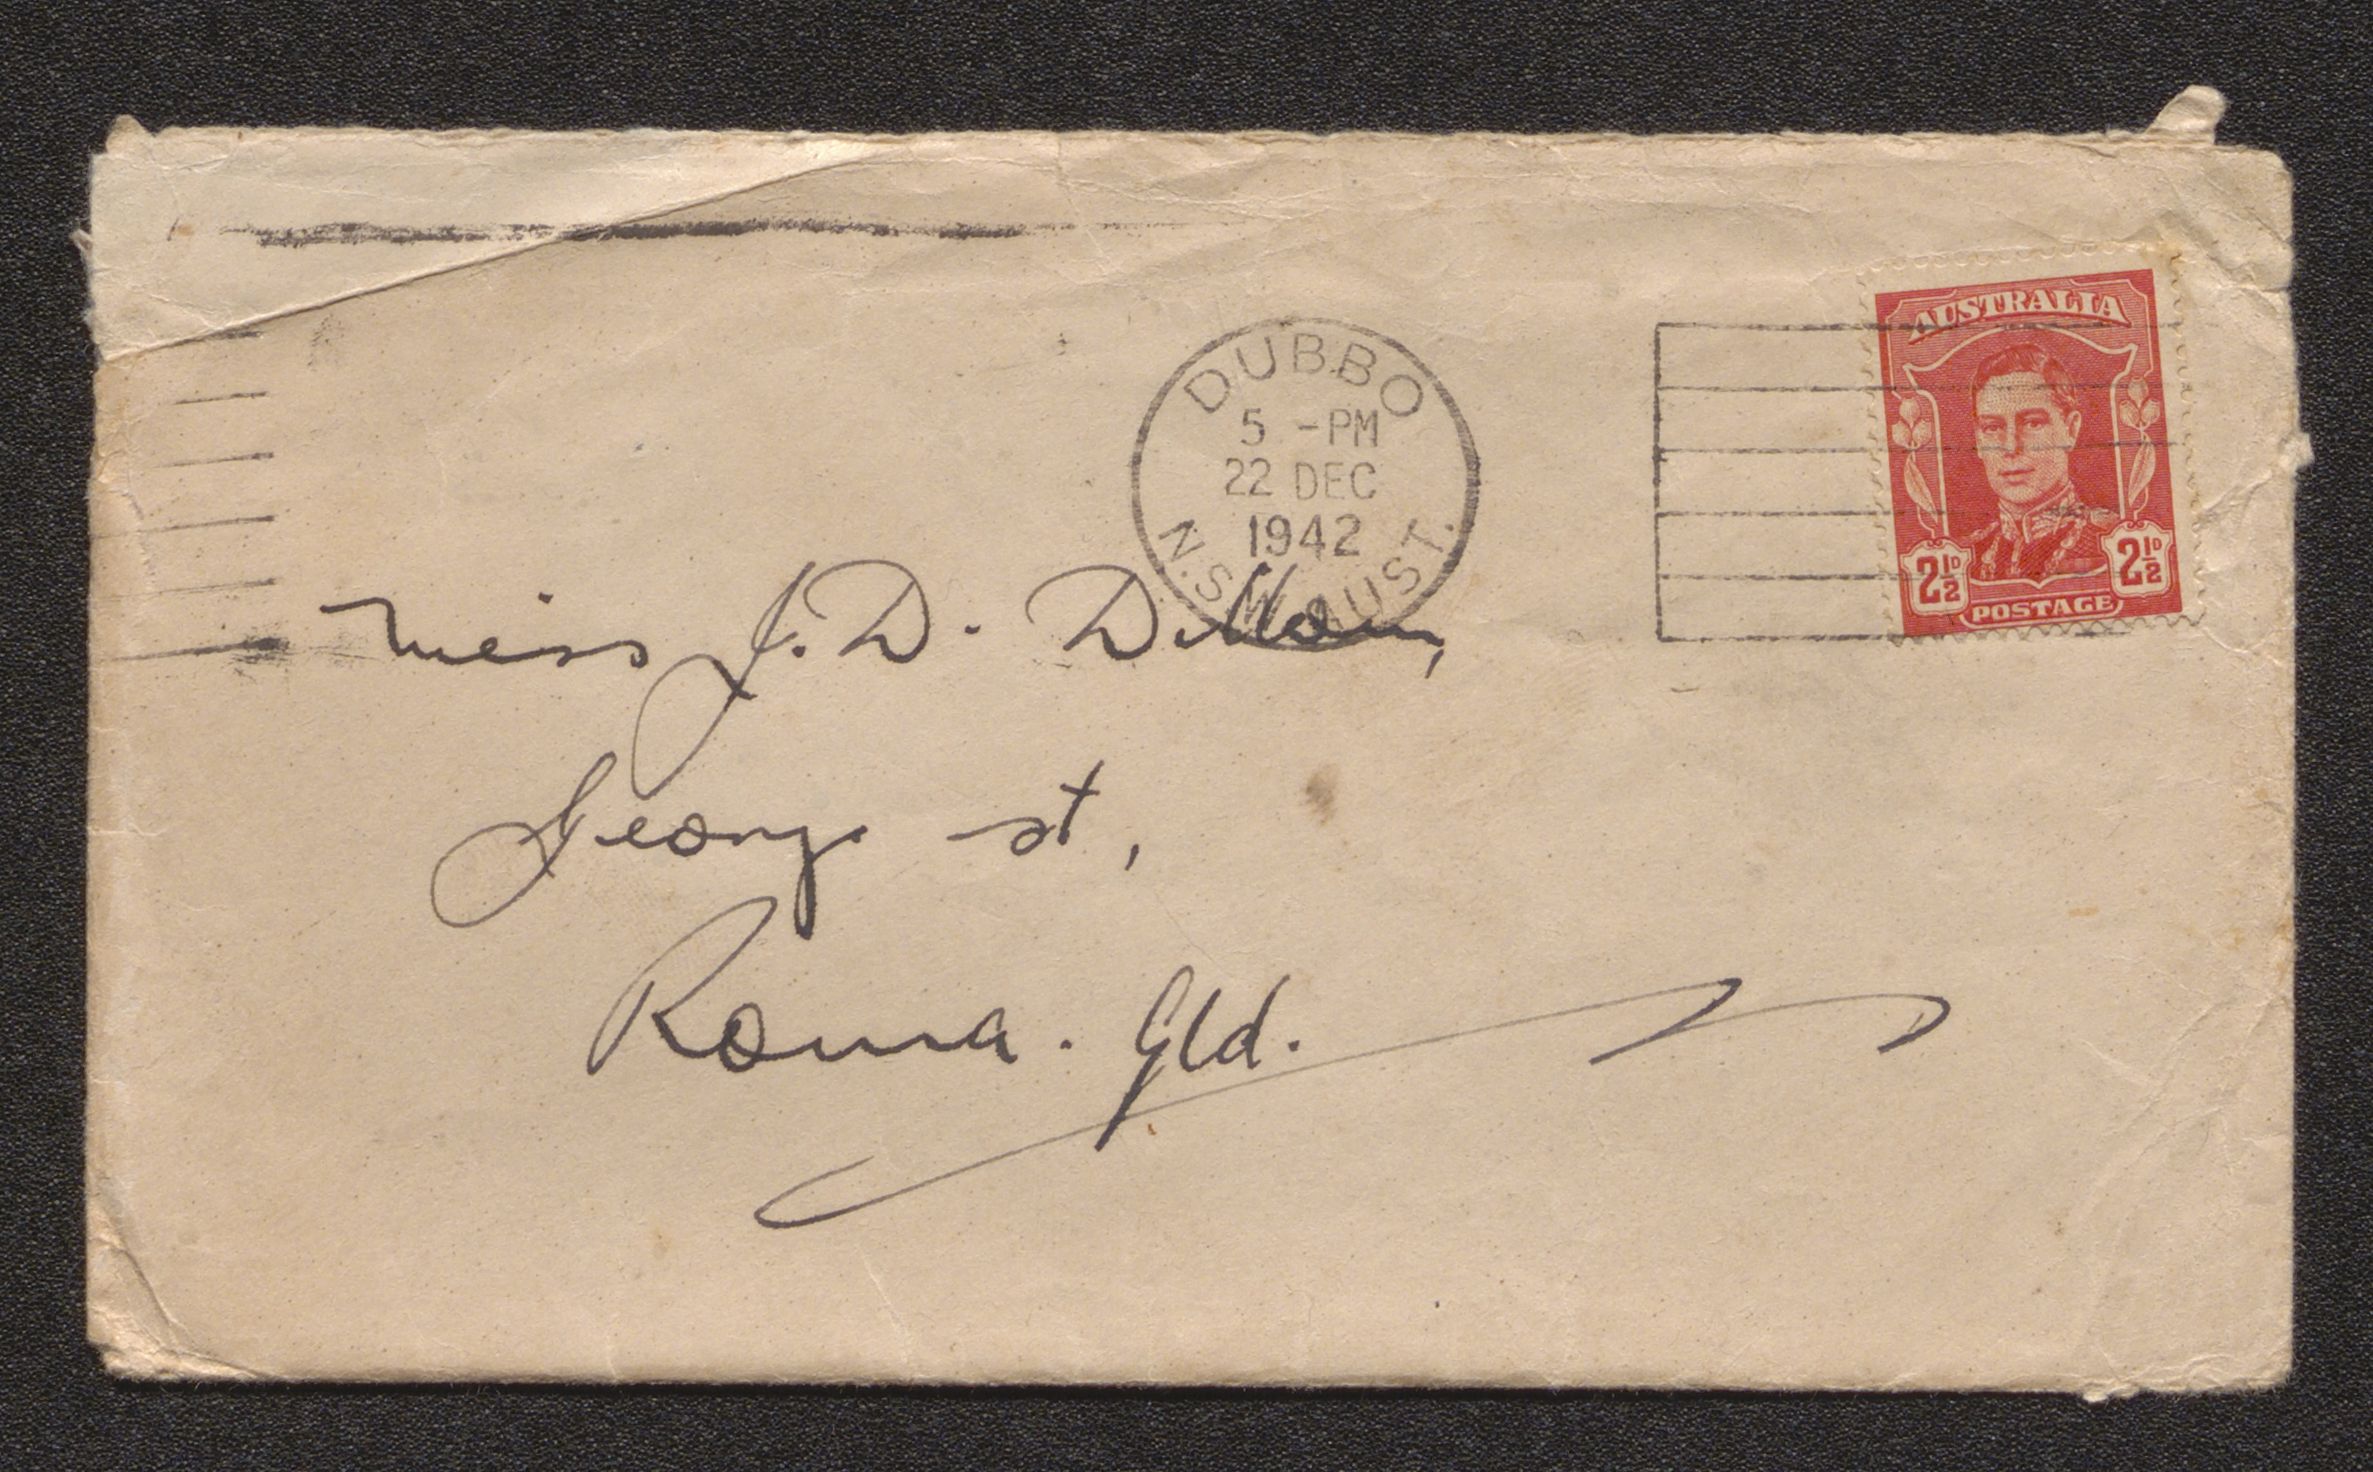 AUSTRALIA
2½D 2½D
POSTAGE
DUBBO
5 -PM
22 DEC
1942
N.S.W. AUST.
Miss J. D. Dillon,
George st,
Roma. Qld.